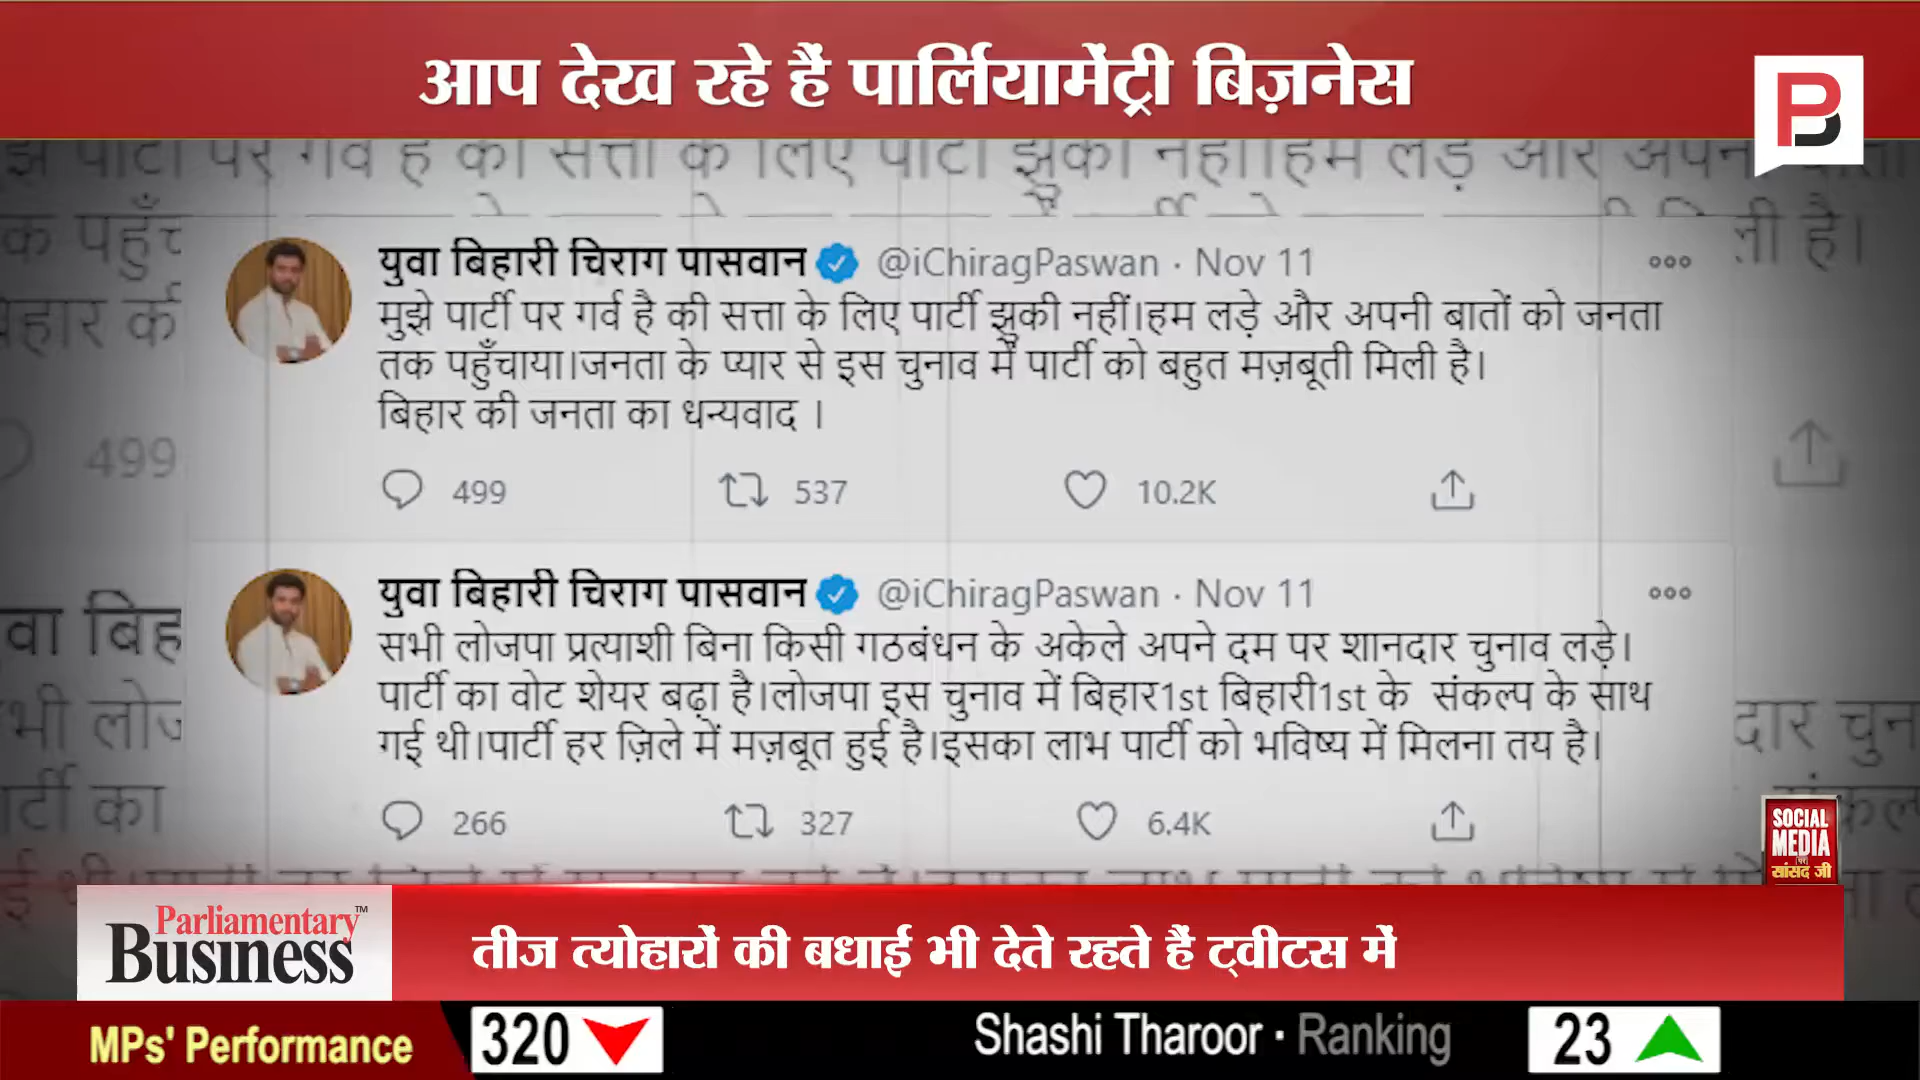 आप देख रहे हैं पार्लियामेंट्री बिज़नेस
युवा बिहारी चिराग पासवान @iChiragPaswan · Nov 11
मुझे पार्टी पर गर्व है की सत्ता के लिए पार्टी झुकी नहीं।हम लड़े और अपनी बातों को जनता
तक पहुँचाया।जनता के प्यार से इस चुनाव में पार्टी को बहुत मज़बूती मिली है।
बिहार की जनता का धन्यवाद ।
499 537 10.2K
युवा बिहारी चिराग पासवान @iChiragPaswan · Nov 11
सभी लोजपा प्रत्याशी बिना किसी गठबंधन के अकेले अपने दम पर शानदार चुनाव लड़े।
पार्टी का वोट शेयर बढ़ा है।लोजपा इस चुनाव में बिहार1st बिहारी1st के संकल्प के साथ
गई थी।पार्टी हर ज़िले में मज़बूत हुई है।इसका लाभ पार्टी को भविष्य में मिलना तय है।
266 327 6.4K
SOCIAL
MEDIA
पर
सांसद जी
Parliamentary™
Business
तीज त्योहारों की बधाई भी देते रहते हैं ट्वीटस में
MPs' Performance 320 Shashi Tharoor · Ranking 23